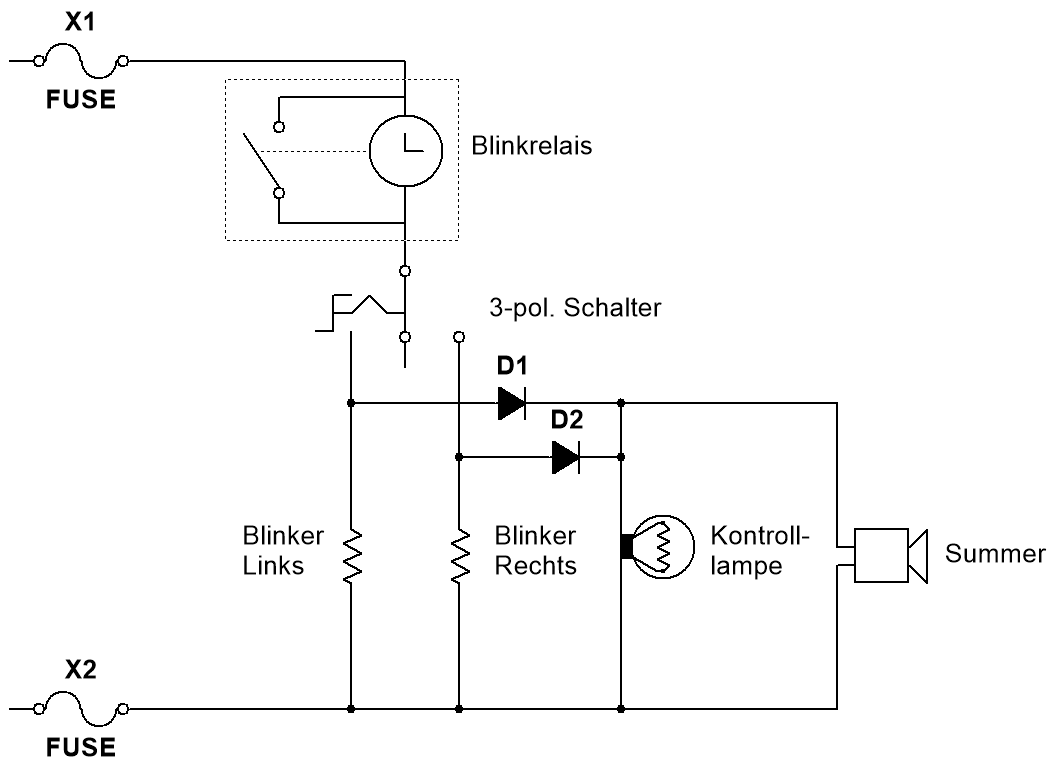 X1
FUSE
Blinkrelais
3-pol. Schalter
D1
D2
Blinker
Links
Blinker
Rechts
Kontroll-
lampe
Summer
X2
FUSE